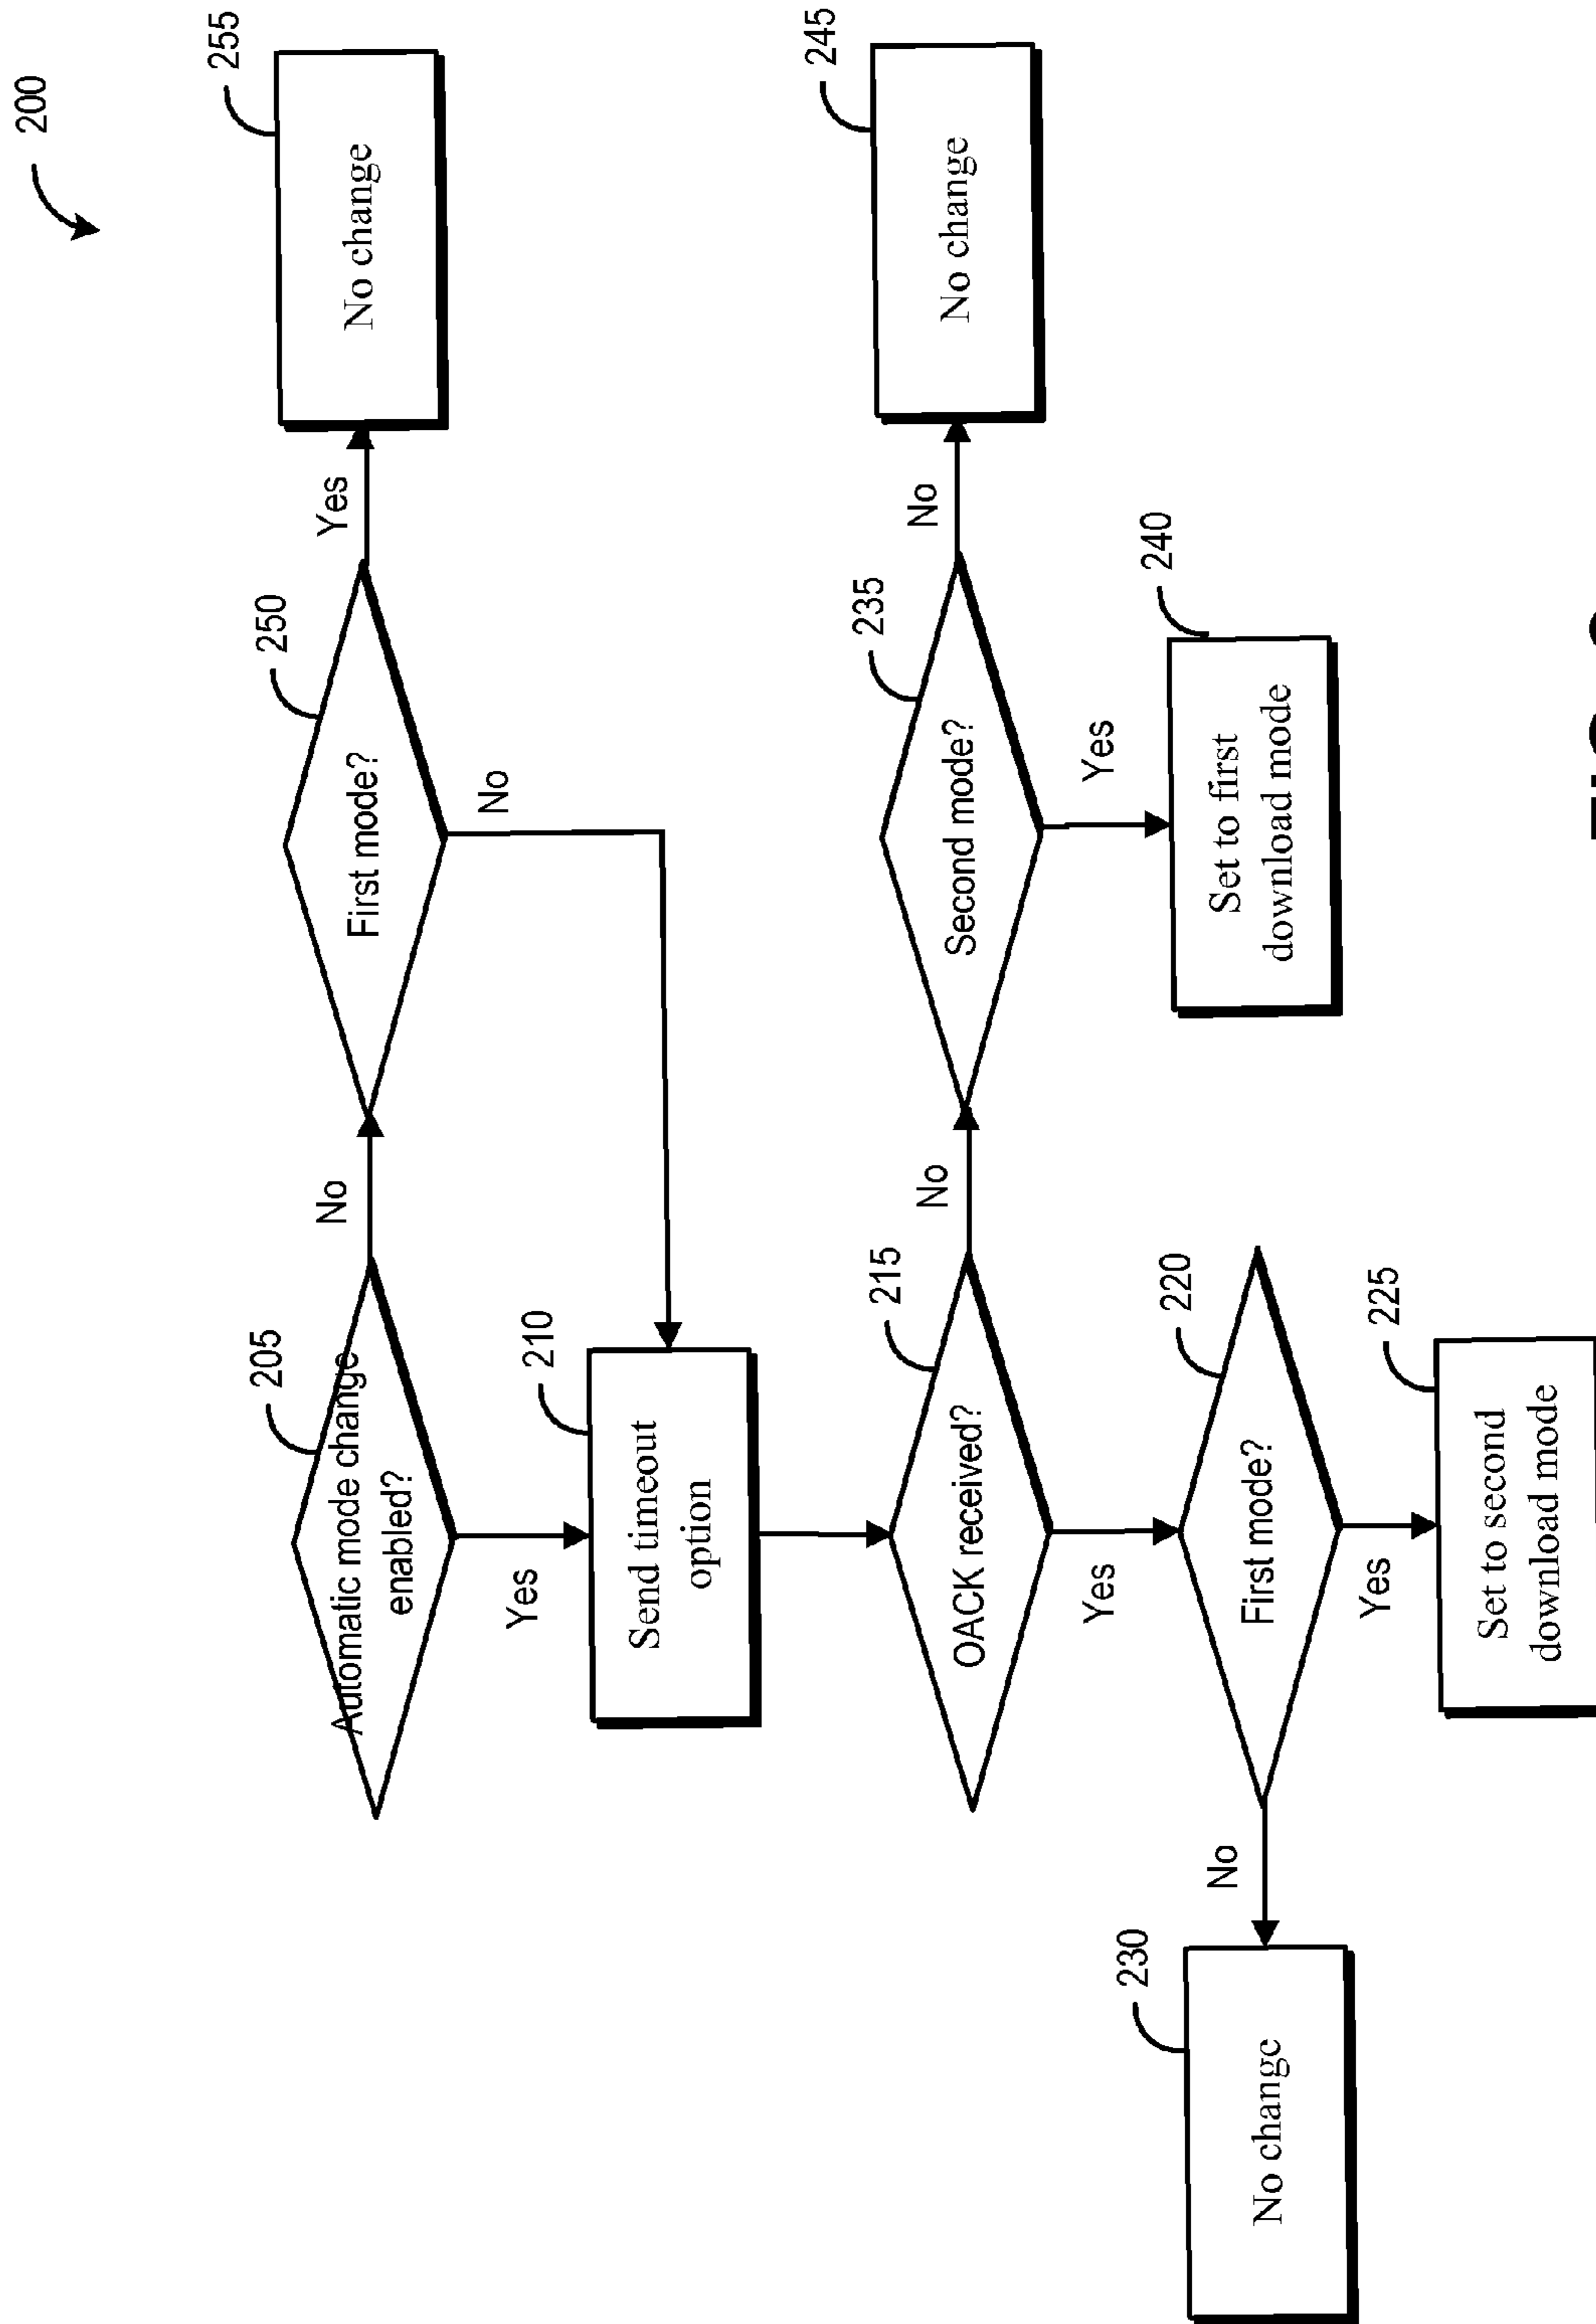 200
205
Automatic mode change
enabled?
No
250
First mode?
Yes
255
No change
Yes
No
210
Send timeout
option
215
OACK received?
No
235
Second mode?
No
245
No change
Yes
220
First mode?
No
230
No change
Yes
225
Set to second
download mode
Yes
240
Set to first
download mode